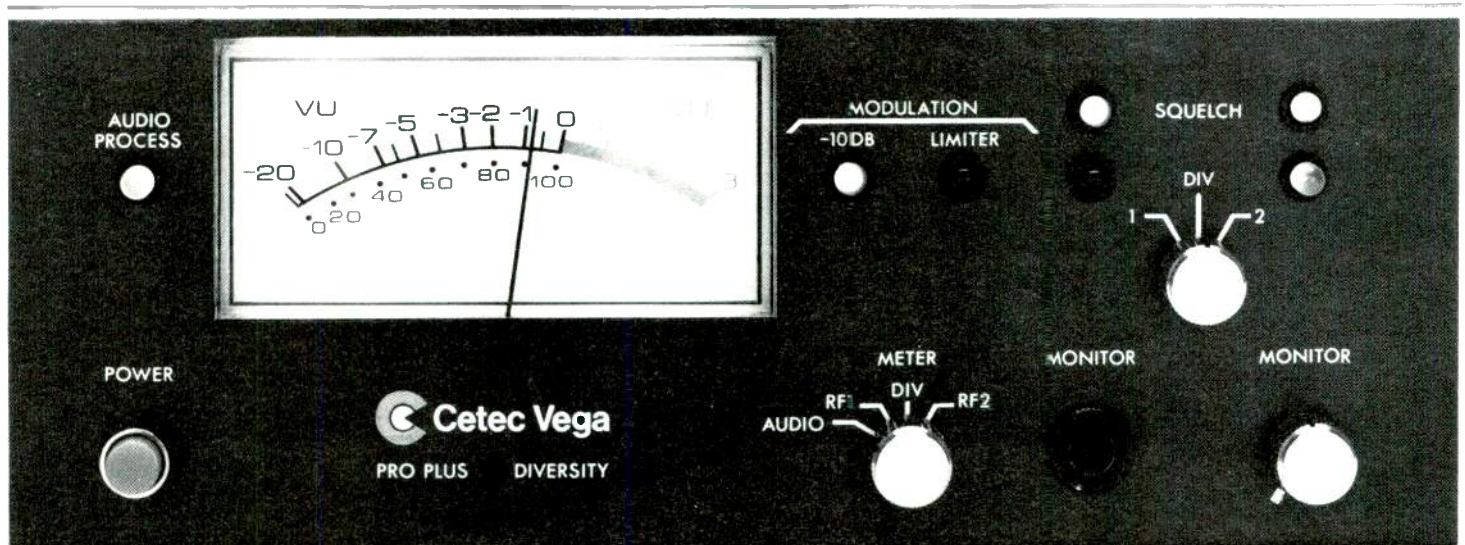 AUDIO
PROCESS
VU
-20 -10 -7 -5 -3 -2 -1 0
0 20 40 60 80 100
3
MODULATION
-10DB LIMITER
SQUELCH
1 DIV 2
POWER
Cetec Vega
PRO PLUS DIVERSITY
METER
AUDIO RF1 DIV RF2
MONITOR
MONITOR